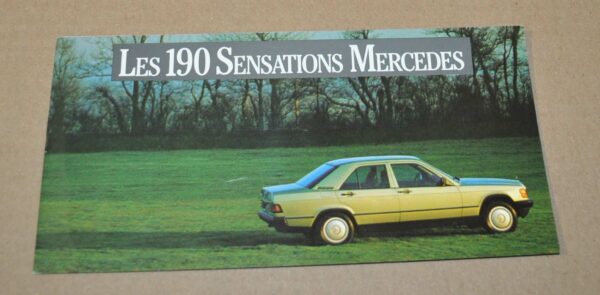 LES 190 SENSATIONS MERCEDES